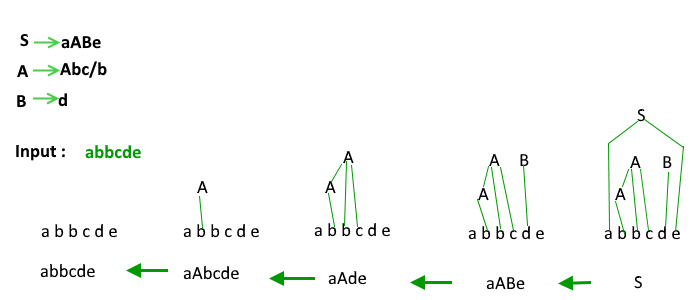 S → aABe
A → Abc/b
B → d
Input : abbcde
S
A
A B
A B
A
A
A
A
A
a b b c d e
a b b c d e
a b b c d e
a b b c d e
a b b c d e
abbcde ← aAbcde ← aAde ← aABe ← S